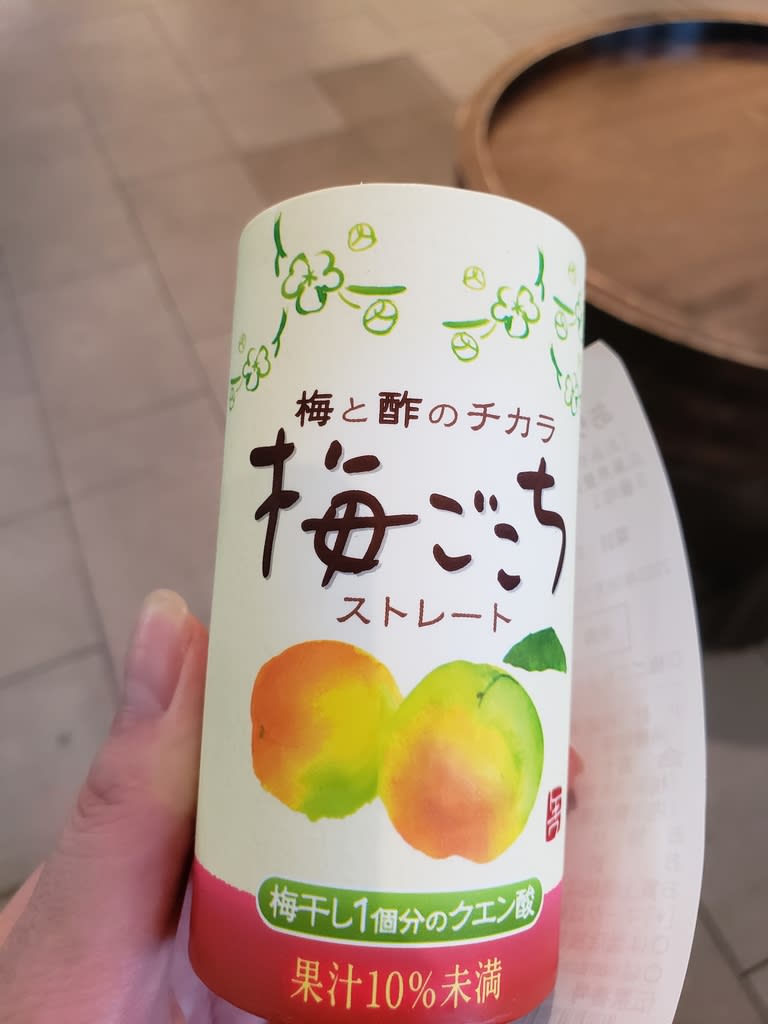 梅と酢のチカラ
梅ごこち
ストレート
梅干し1個分のクエン酸
果汁10%未満